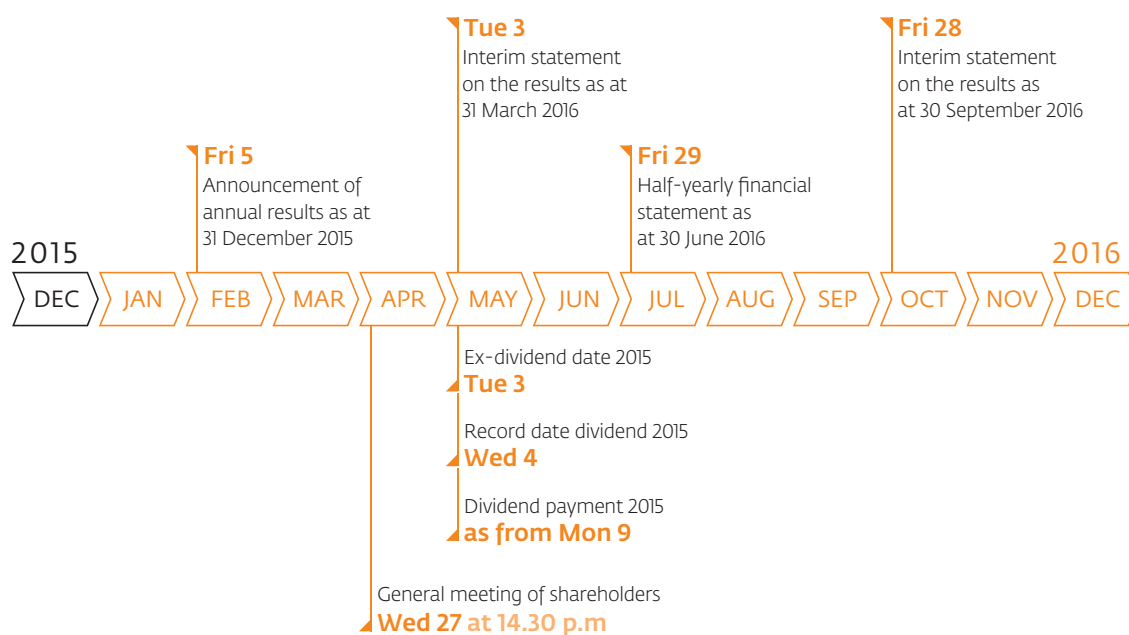 Tue 3
Interim statement
on the results as at
31 March 2016
Fri 28
Interim statement
on the results as
at 30 September 2016
Fri 5
Announcement of
annual results as at
31 December 2015
Fri 29
Half-yearly financial
statement as
at 30 June 2016
2015
2016
DEC JAN FEB MAR APR MAY JUN JUL AUG SEP OCT NOV DEC
Ex-dividend date 2015
Tue 3
Record date dividend 2015
Wed 4
Dividend payment 2015
as from Mon 9
General meeting of shareholders
Wed 27 at 14.30 p.m